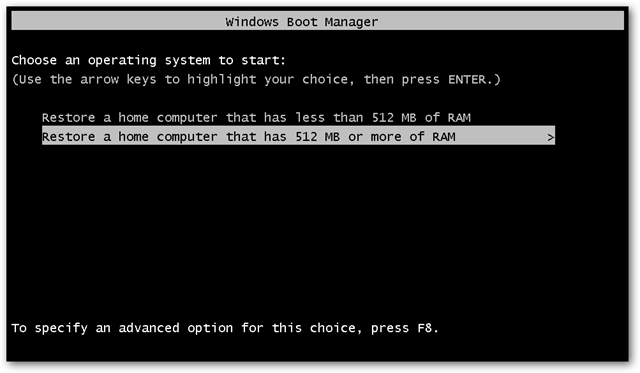 Windows Boot Manager
Choose an operating system to start:
(Use the arrow keys to highlight your choice, then press ENTER.)
Restore a home computer that has less than 512 MB of RAM
Restore a home computer that has 512 MB or more of RAM >
To specify an advanced option for this choice, press F8.